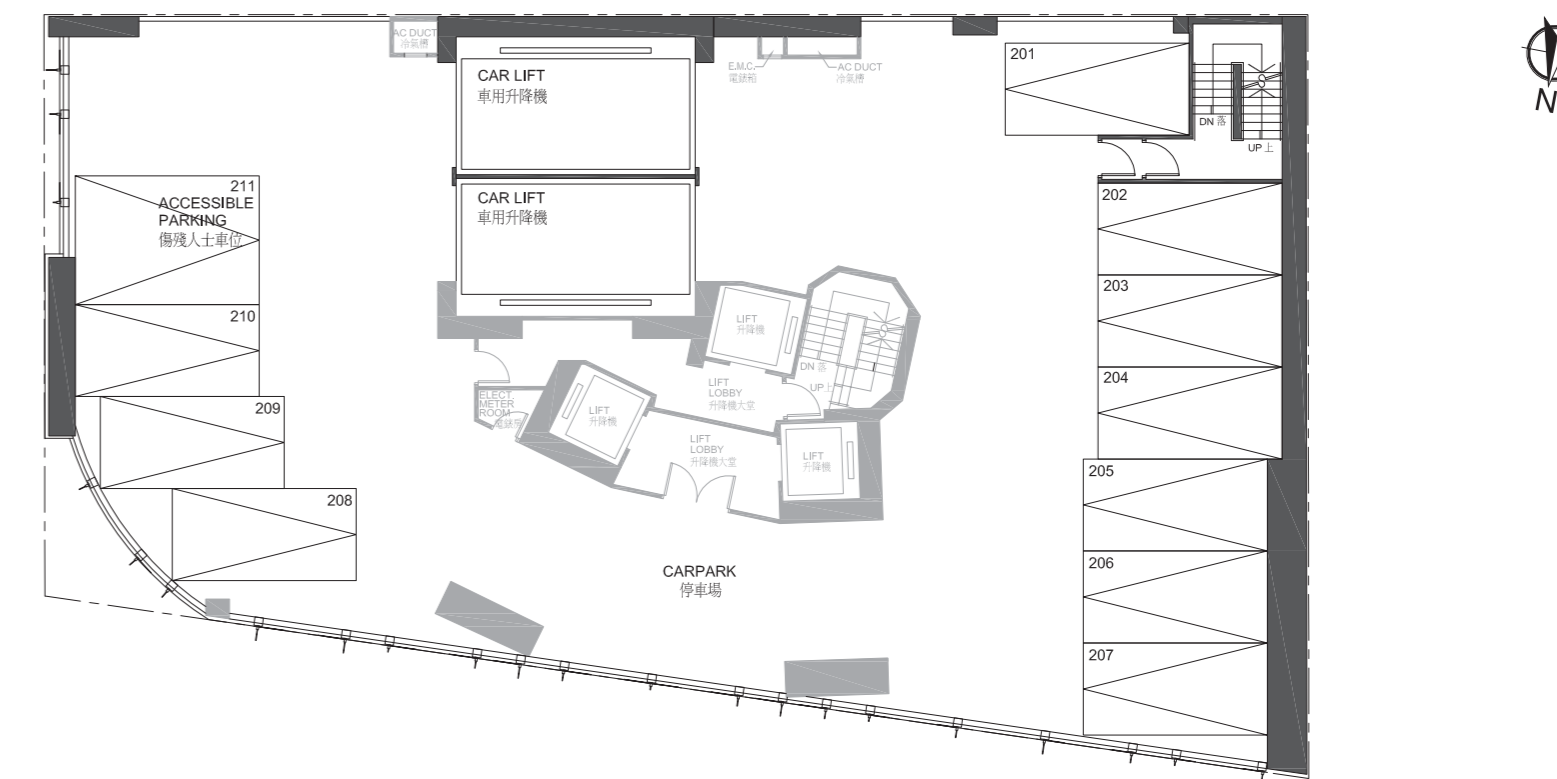 AC DUCT
冷氣槽
CAR LIFT
車用升降機
E.M.C.
電錶箱
AC DUCT
冷氣槽
201
DN 落
UP 上
N
CAR LIFT
車用升降機
211
ACCESSIBLE
PARKING
傷殘人士車位
202
210
203
LIFT
升降機
DN 落
UP 上
204
LIFT
LOBBY
升降機大堂
ELECT.
METER
ROOM
電錶房
209
LIFT
升降機
LIFT
LOBBY
升降機大堂
LIFT
升降機
205
208
206
CARPARK
停車場
207